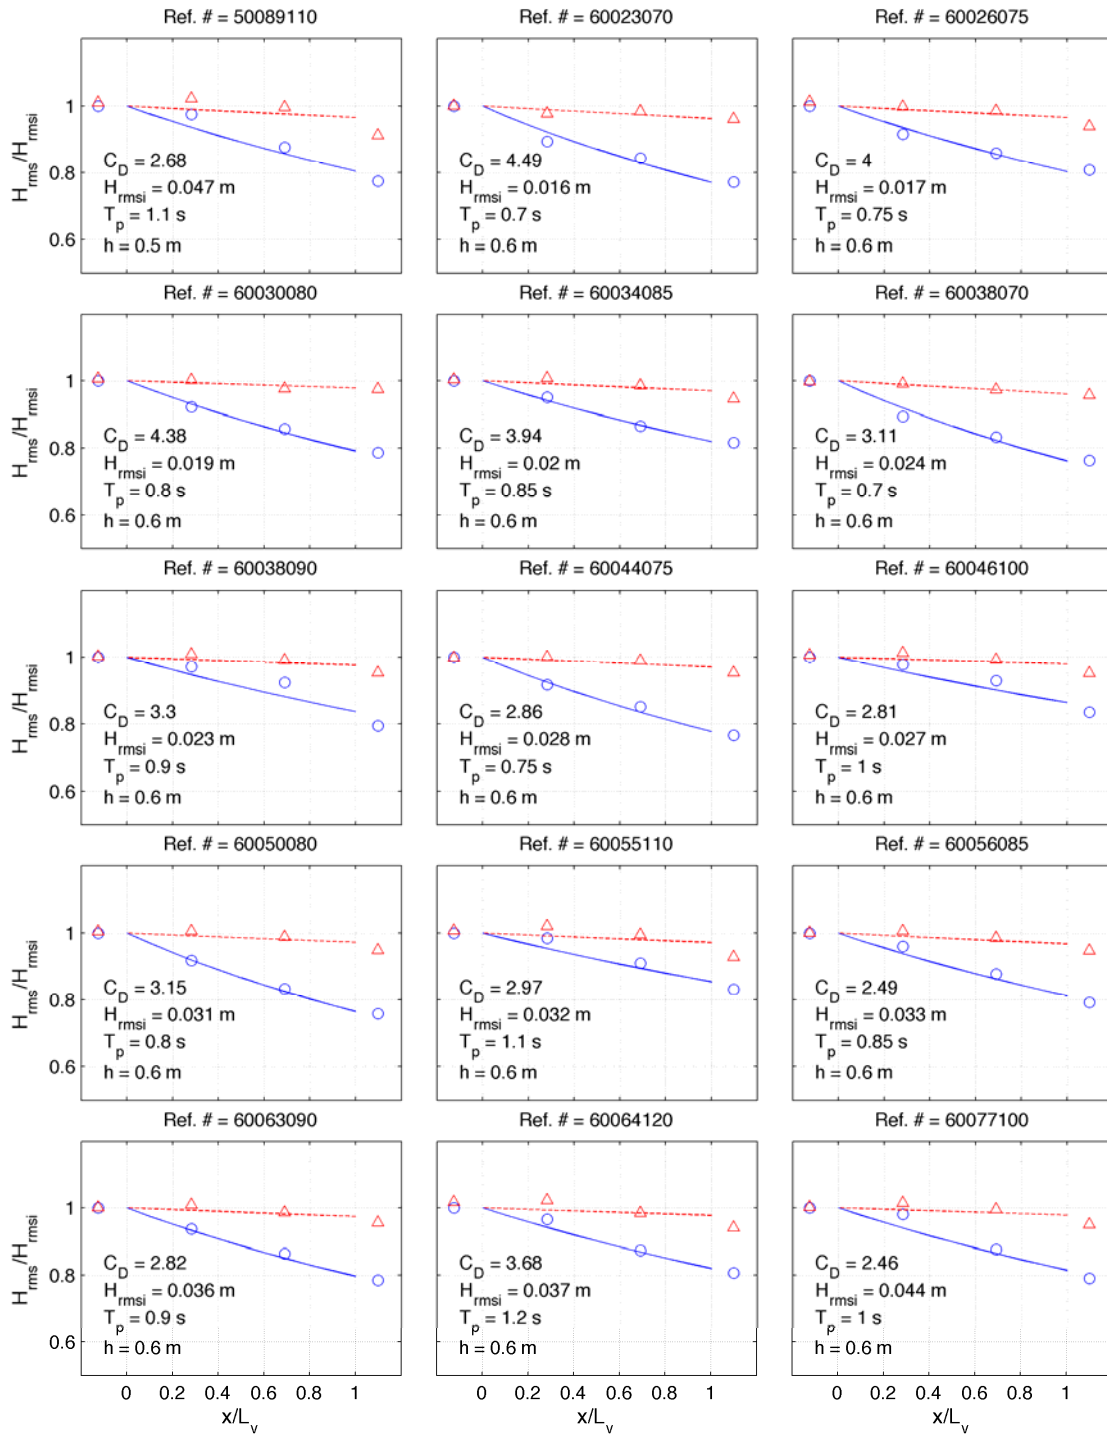 Ref. # = 50089110
Ref. # = 60023070
Ref. # = 60026075
H_rms/H_rmsi
1
0.8
0.6
C_D = 2.68
H_rmsi = 0.047 m
T_p = 1.1 s
h = 0.5 m
C_D = 4.49
H_rmsi = 0.016 m
T_p = 0.7 s
h = 0.6 m
C_D = 4
H_rmsi = 0.017 m
T_p = 0.75 s
h = 0.6 m
Ref. # = 60030080
Ref. # = 60034085
Ref. # = 60038070
H_rms/H_rmsi
1
0.8
0.6
C_D = 4.38
H_rmsi = 0.019 m
T_p = 0.8 s
h = 0.6 m
C_D = 3.94
H_rmsi = 0.02 m
T_p = 0.85 s
h = 0.6 m
C_D = 3.11
H_rmsi = 0.024 m
T_p = 0.7 s
h = 0.6 m
Ref. # = 60038090
Ref. # = 60044075
Ref. # = 60046100
H_rms/H_rmsi
1
0.8
0.6
C_D = 3.3
H_rmsi = 0.023 m
T_p = 0.9 s
h = 0.6 m
C_D = 2.86
H_rmsi = 0.028 m
T_p = 0.75 s
h = 0.6 m
C_D = 2.81
H_rmsi = 0.027 m
T_p = 1 s
h = 0.6 m
Ref. # = 60050080
Ref. # = 60055110
Ref. # = 60056085
H_rms/H_rmsi
1
0.8
0.6
C_D = 3.15
H_rmsi = 0.031 m
T_p = 0.8 s
h = 0.6 m
C_D = 2.97
H_rmsi = 0.032 m
T_p = 1.1 s
h = 0.6 m
C_D = 2.49
H_rmsi = 0.033 m
T_p = 0.85 s
h = 0.6 m
Ref. # = 60063090
Ref. # = 60064120
Ref. # = 60077100
H_rms/H_rmsi
1
0.8
0.6
C_D = 2.82
H_rmsi = 0.036 m
T_p = 0.9 s
h = 0.6 m
C_D = 3.68
H_rmsi = 0.037 m
T_p = 1.2 s
h = 0.6 m
C_D = 2.46
H_rmsi = 0.044 m
T_p = 1 s
h = 0.6 m
0 0.2 0.4 0.6 0.8 1
0 0.2 0.4 0.6 0.8 1
0 0.2 0.4 0.6 0.8 1
x/L_v
x/L_v
x/L_v